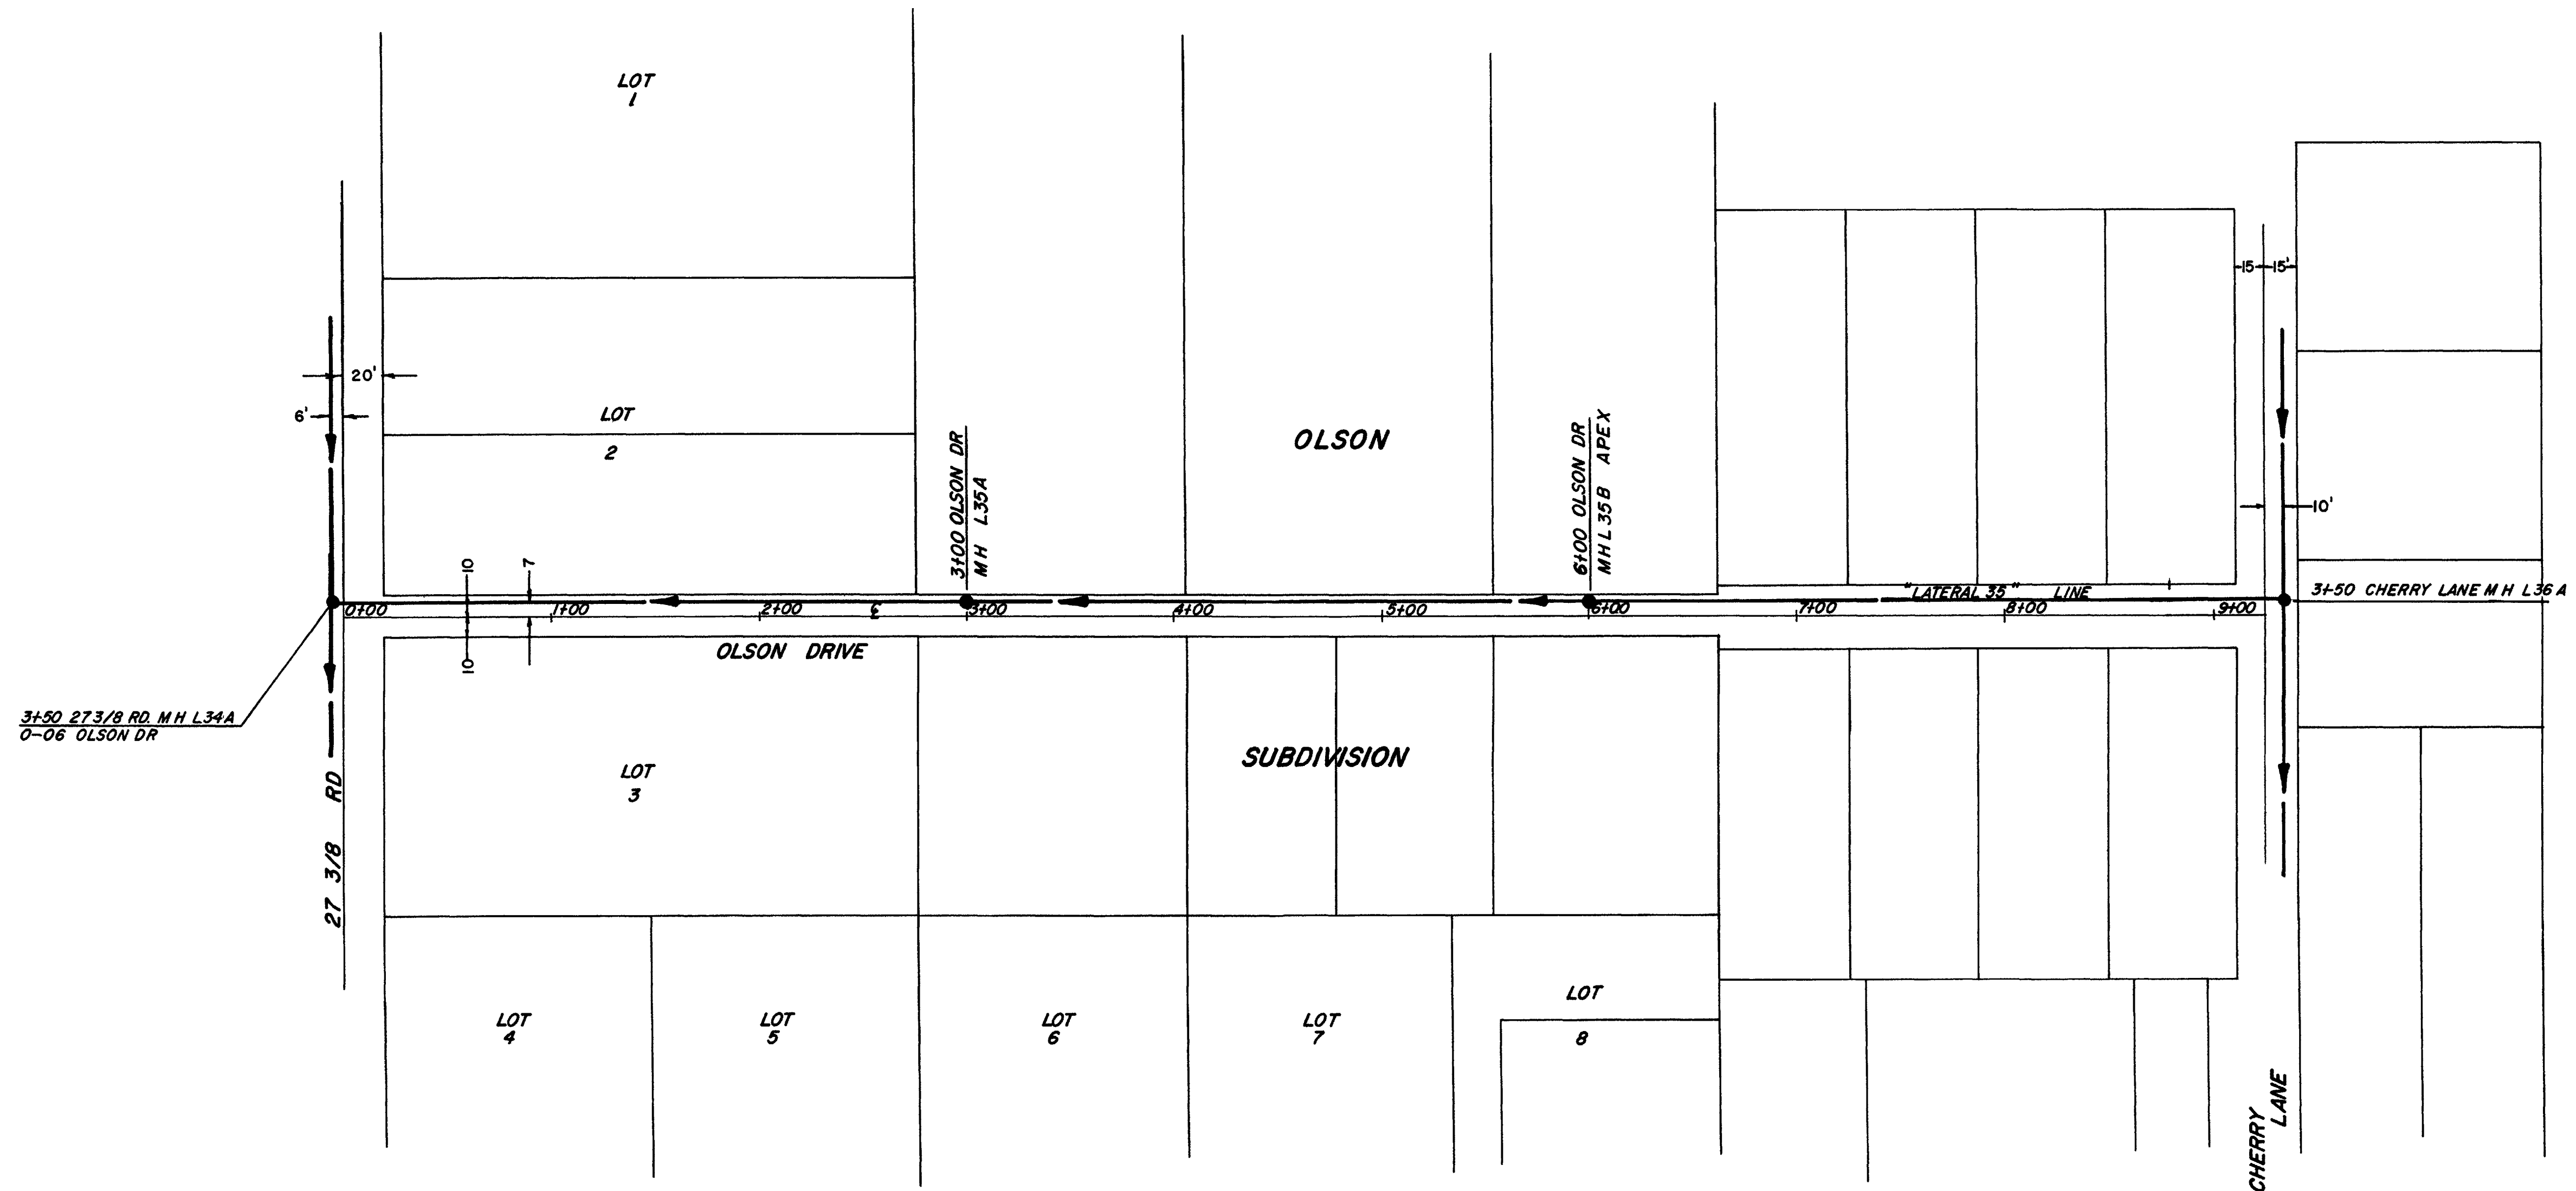 LOT
1
15
15'
20'
6'
LOT
2
OLSON
3+00 OLSON DR
MH L35A
6+00 OLSON DR
MH L35B APEX
10'
10
7
0+00
1+00
2+00
℄
3+00
4+00
5+00
6+00
7+00
8+00
9+00
"LATERAL 35" LINE
3+50 CHERRY LANE MH L36A
10
OLSON DRIVE
3+50 27 3/8 RD. MH L34A
0-06 OLSON DR
SUBDIVISION
LOT
3
27 3/8 RD
LOT
4
LOT
5
LOT
6
LOT
7
LOT
8
CHERRY
LANE